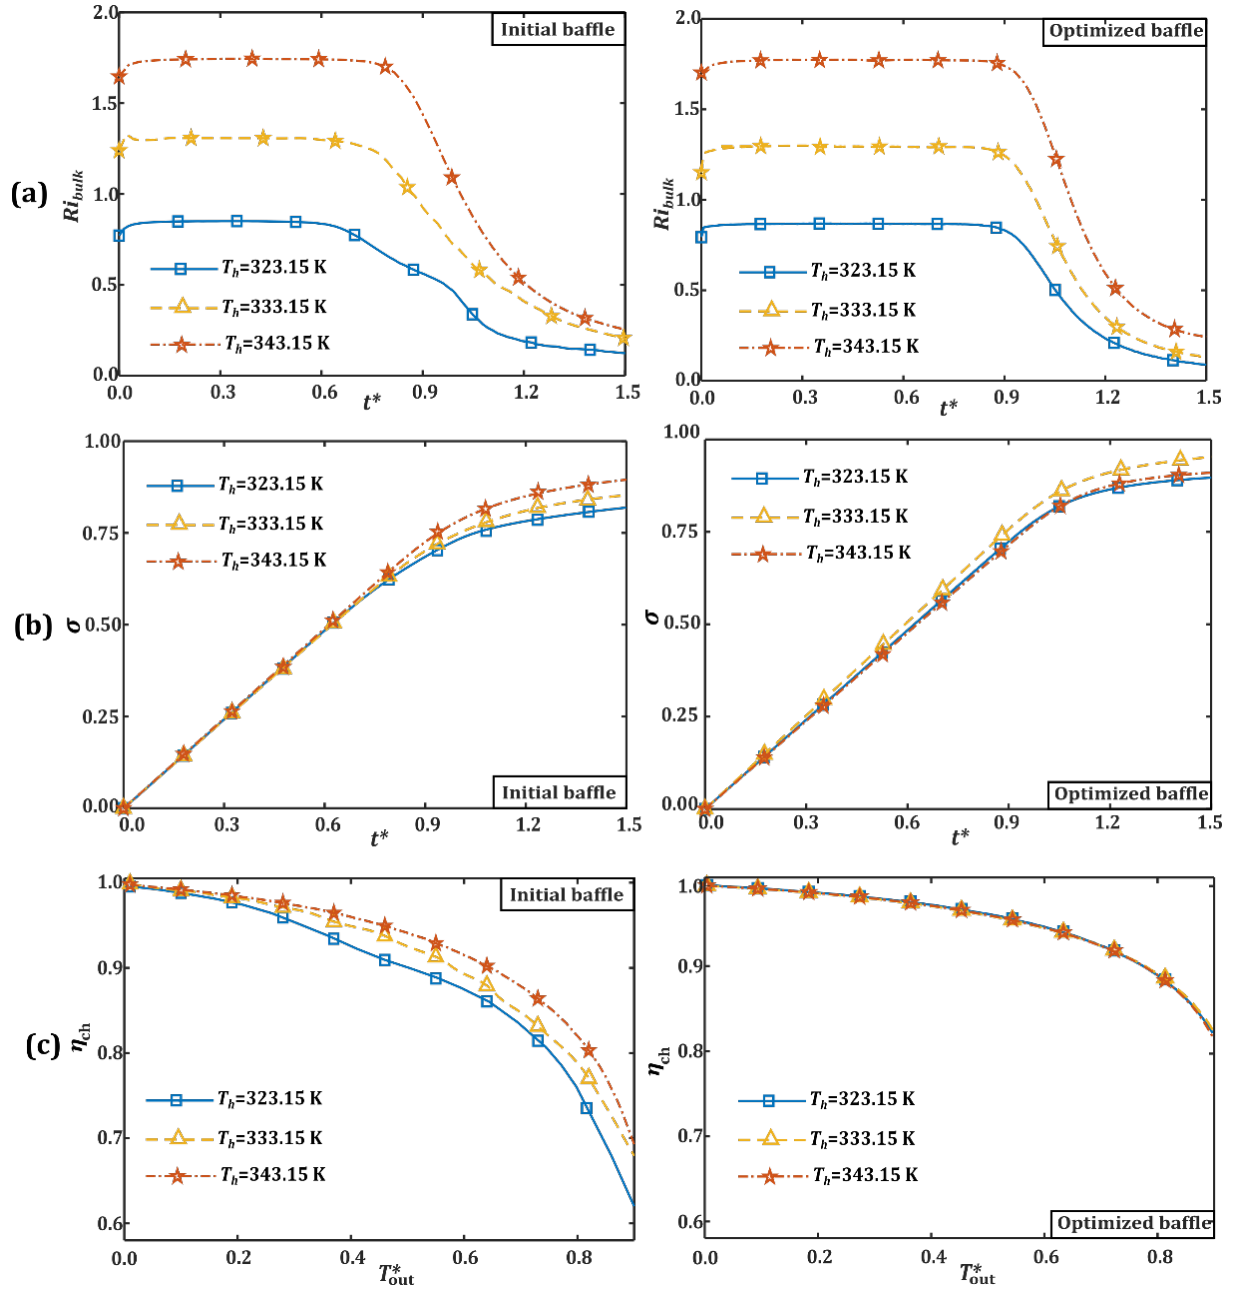 (a)
Ri_bulk
2.0
1.5
1.0
0.5
0.0
Initial baffle
T_h=323.15 K
T_h=333.15 K
T_h=343.15 K
0.0 0.3 0.6 0.9 1.2 1.5
t*
Ri_bulk
2.0
1.5
1.0
0.5
0.0
Optimized baffle
T_h=323.15 K
T_h=333.15 K
T_h=343.15 K
0.0 0.3 0.6 0.9 1.2 1.5
t*
(b)
σ
1.00
0.75
0.50
0.25
0.00
T_h=323.15 K
T_h=333.15 K
T_h=343.15 K
Initial baffle
0.0 0.3 0.6 0.9 1.2 1.5
t*
σ
1.00
0.75
0.50
0.25
0.00
T_h=323.15 K
T_h=333.15 K
T_h=343.15 K
Optimized baffle
0.0 0.3 0.6 0.9 1.2 1.5
t*
(c)
η_ch
1.0
0.9
0.8
0.7
0.6
Initial baffle
T_h=323.15 K
T_h=333.15 K
T_h=343.15 K
0.0 0.2 0.4 0.6 0.8
T*_out
η_ch
1.0
0.9
0.8
0.7
0.6
T_h=323.15 K
T_h=333.15 K
T_h=343.15 K
Optimized baffle
0.0 0.2 0.4 0.6 0.8
T*_out